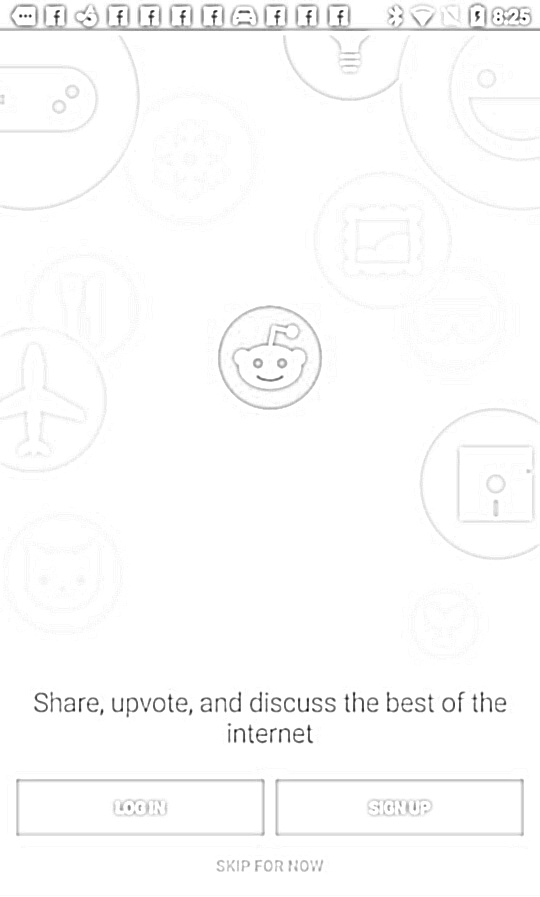 8:25
Share, upvote, and discuss the best of the
internet
LOG IN
SIGN UP
SKIP FOR NOW